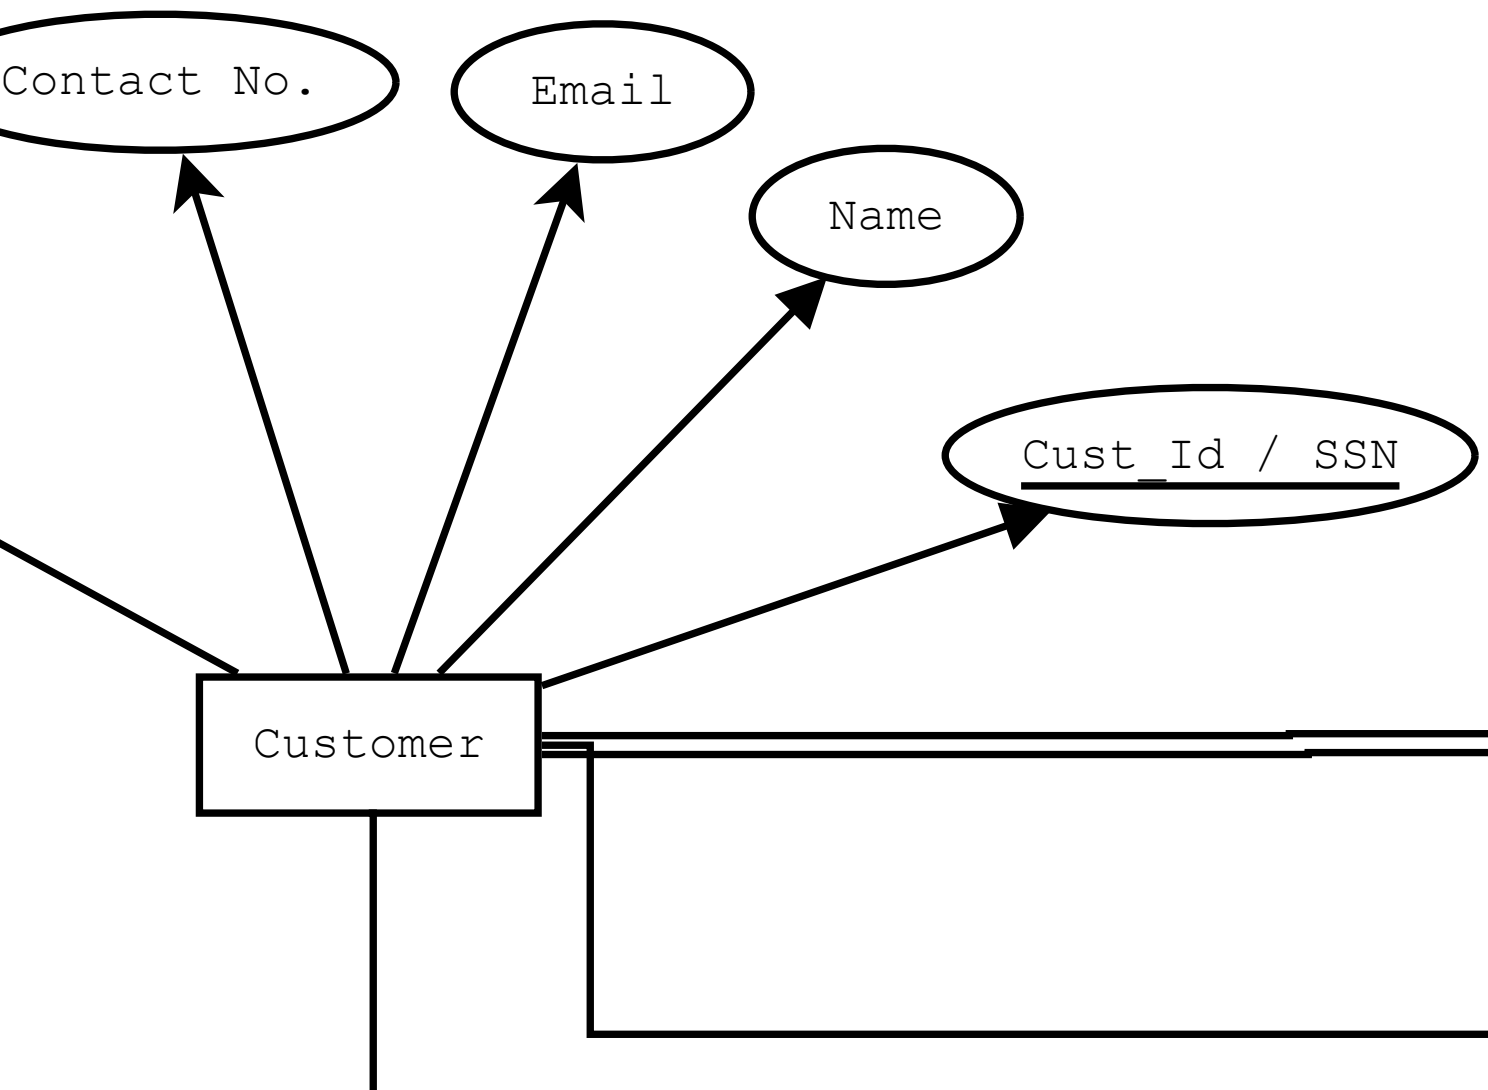 Contact No.
Email
Name
Cust_Id / SSN
Customer